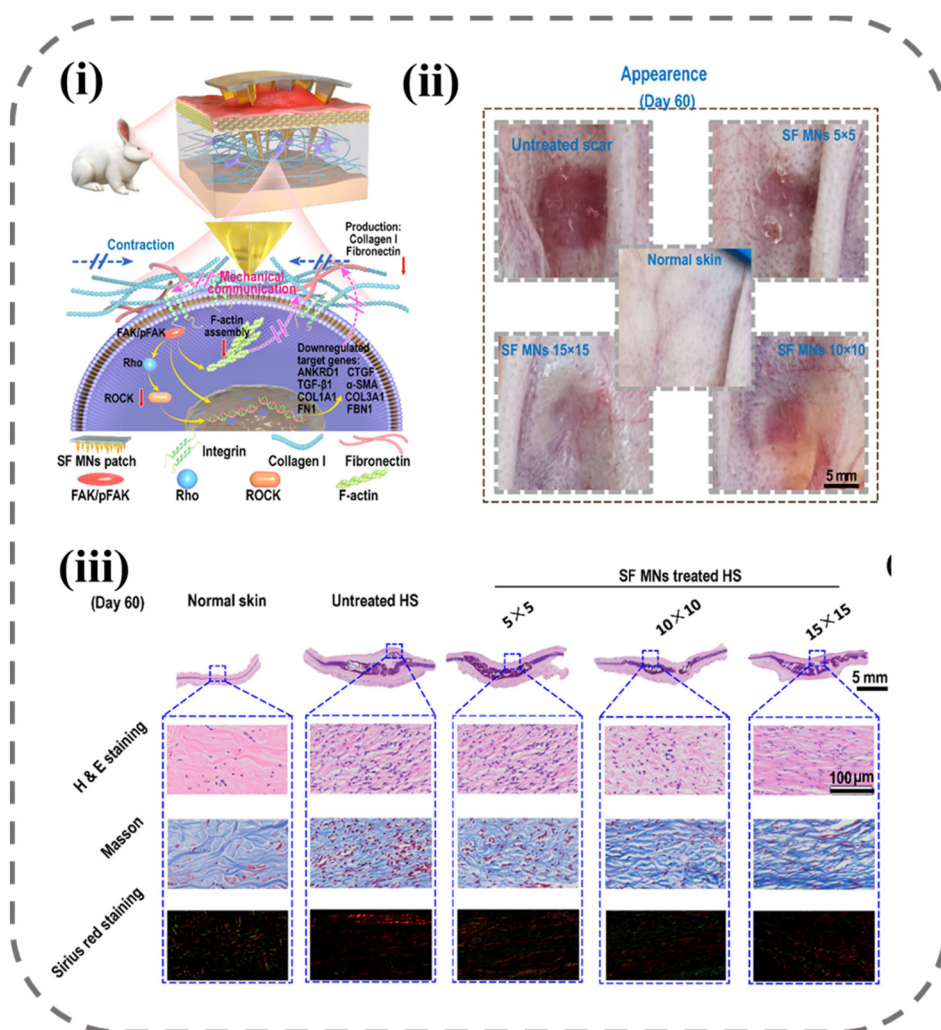 (i)
Contraction
Production:
Collagen I
Fibronectin
Mechanical
communication
FAK/pFAK
F-actin
assembly
Rho
ROCK
Downregulated
target genes:
ANKRD1 CTGF
TGF-β1 α-SMA
COL1A1 COL3A1
FN1 FBN1
SF MNs patch
Integrin
Collagen I
Fibronectin
FAK/pFAK
Rho
ROCK
F-actin
(ii)
Appearence
(Day 60)
Untreated scar
SF MNs 5×5
Normal skin
SF MNs 15×15
SF MNs 10×10
5 mm
(iii)
(Day 60)
Normal skin
Untreated HS
SF MNs treated HS
5×5
10×10
15×15
5 mm
H & E staining
100 μm
Masson
Sirius red staining